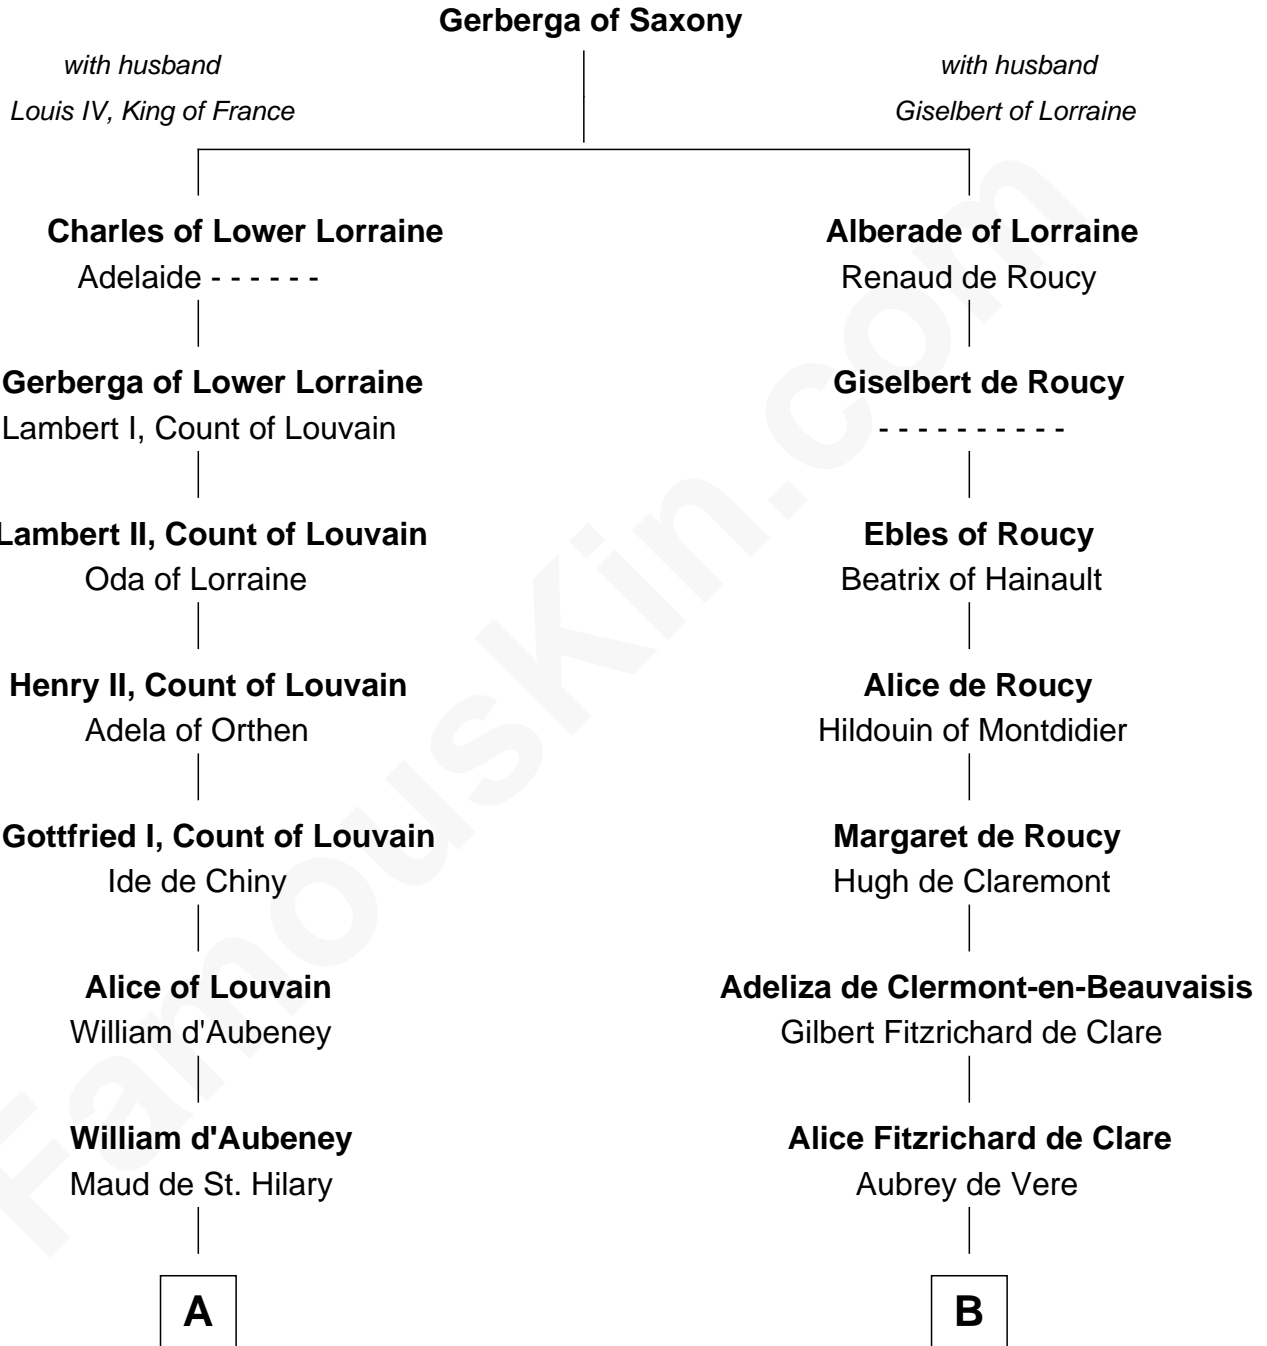 Gerberga of Saxony
with husband
Louis IV, King of France
with husband
Giselbert of Lorraine
Charles of Lower Lorraine
Adelaide - - - - - -
Gerberga of Lower Lorraine
Lambert I, Count of Louvain
Lambert II, Count of Louvain
Oda of Lorraine
Henry II, Count of Louvain
Adela of Orthen
Gottfried I, Count of Louvain
Ide de Chiny
Alice of Louvain
William d'Aubeney
William d'Aubeney
Maud de St. Hilary
A
Alberade of Lorraine
Renaud de Roucy
Giselbert de Roucy
- - - - - - - - - -
Ebles of Roucy
Beatrix of Hainault
Alice de Roucy
Hildouin of Montdidier
Margaret de Roucy
Hugh de Claremont
Adeliza de Clermont-en-Beauvaisis
Gilbert Fitzrichard de Clare
Alice Fitzrichard de Clare
Aubrey de Vere
B
FamousKin.com